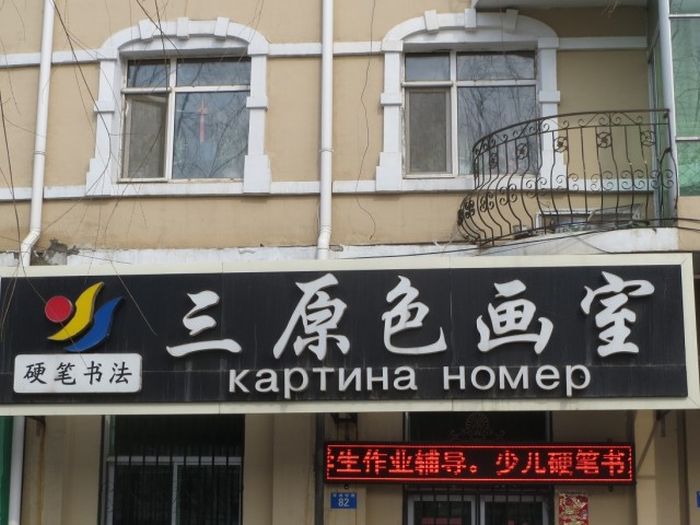 三原色画室
硬笔书法
картина номер
生作业辅导。少儿硬笔书
82